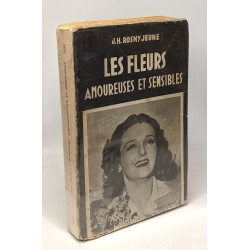 J.H. ROSNY JEUNE
LES FLEURS
AMOUREUSES ET SENSIBLES